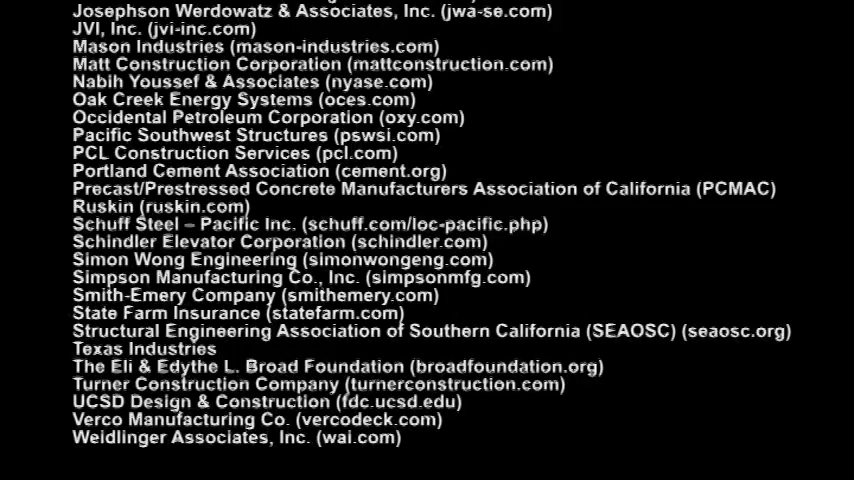 Josephson Werdowatz & Associates, Inc. (jwa-se.com)
JVI, Inc. (jvi-inc.com)
Mason Industries (mason-industries.com)
Matt Construction Corporation (mattconstruction.com)
Nabih Youssef & Associates (nyase.com)
Oak Creek Energy Systems (oces.com)
Occidental Petroleum Corporation (oxy.com)
Pacific Southwest Structures (pswsi.com)
PCL Construction Services (pcl.com)
Portland Cement Association (cement.org)
Precast/Prestressed Concrete Manufacturers Association of California (PCMAC)
Ruskin (ruskin.com)
Schuff Steel – Pacific Inc. (schuff.com/loc-pacific.php)
Schindler Elevator Corporation (schindler.com)
Simon Wong Engineering (simonwongeng.com)
Simpson Manufacturing Co., Inc. (simpsonmfg.com)
Smith-Emery Company (smithemery.com)
State Farm Insurance (statefarm.com)
Structural Engineering Association of Southern California (SEAOSC) (seaosc.org)
Texas Industries
The Eli & Edythe L. Broad Foundation (broadfoundation.org)
Turner Construction Company (turnerconstruction.com)
UCSD Design & Construction (fdc.ucsd.edu)
Verco Manufacturing Co. (vercodeck.com)
Weidlinger Associates, Inc. (wai.com)